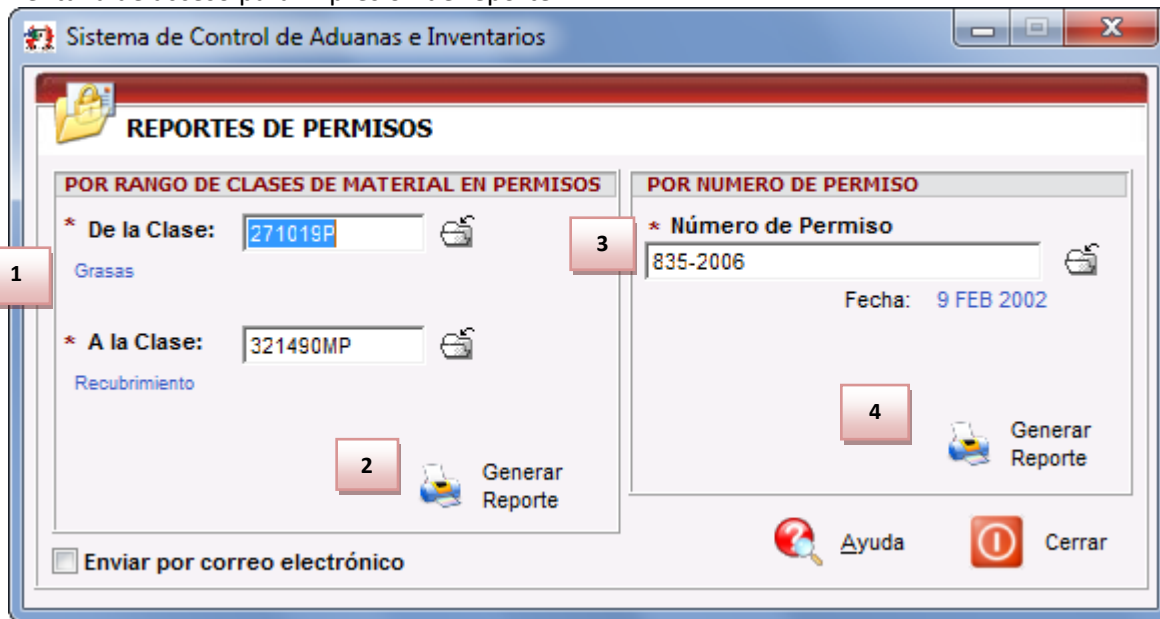 Sistema de Control de Aduanas e Inventarios
REPORTES DE PERMISOS
POR RANGO DE CLASES DE MATERIAL EN PERMISOS
* De la Clase: 271019P
Grasas
1
* A la Clase: 321490MP
Recubrimiento
2
Generar
Reporte
Enviar por correo electrónico
POR NUMERO DE PERMISO
* Número de Permiso
3
835-2006
Fecha: 9 FEB 2002
4
Generar
Reporte
Ayuda
Cerrar